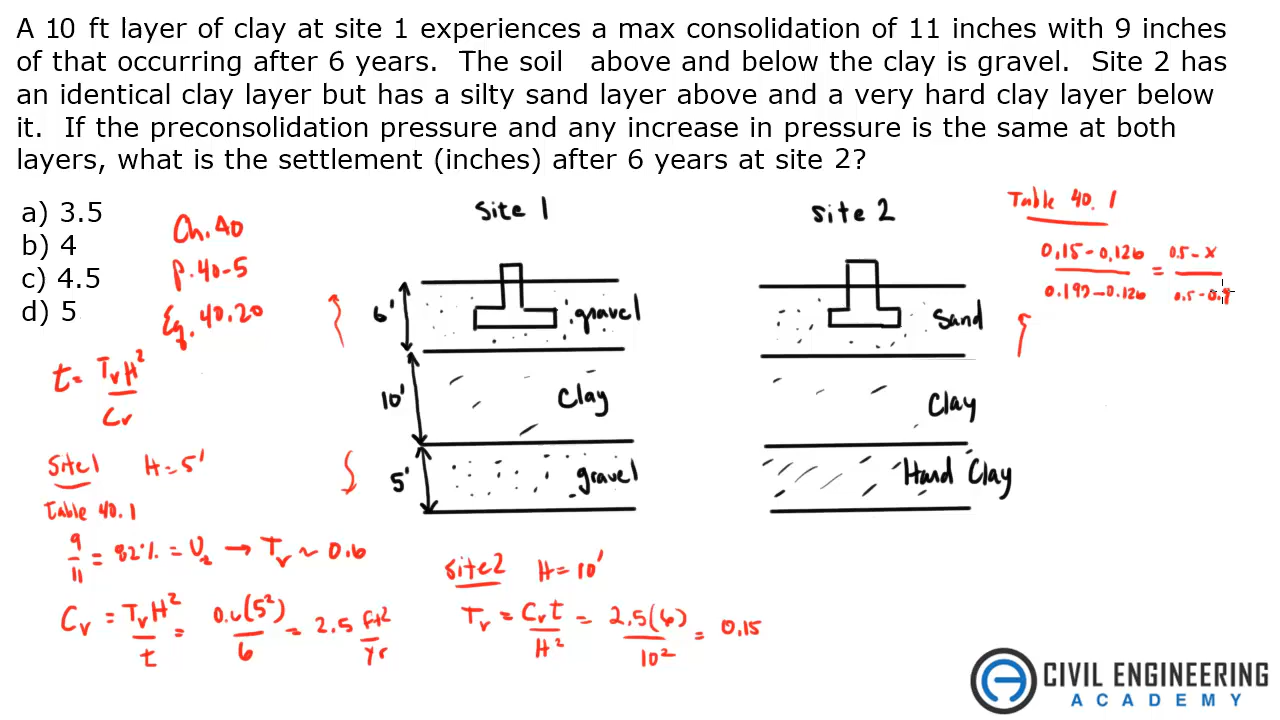 A 10 ft layer of clay at site 1 experiences a max consolidation of 11 inches with 9 inches
of that occurring after 6 years. The soil above and below the clay is gravel. Site 2 has
an identical clay layer but has a silty sand layer above and a very hard clay layer below
it. If the preconsolidation pressure and any increase in pressure is the same at both
layers, what is the settlement (inches) after 6 years at site 2?
a) 3.5
b) 4
c) 4.5
d) 5
Ch. 40
p. 40-5
Eq. 40.20
t = TvH²/Cv
Site 1 H = 5'
Table 40.1
9/11 = 82% = Uz → Tv ~ 0.6
Cv = TvH²/t = 0.6(5²)/6 = 2.5 ft²/yr
Site 1
6' gravel
10' Clay
5' gravel
Site 2
Sand
Clay
Hard Clay
Site 2 H = 10'
Tv = Cvt/H² = 2.5(6)/10² = 0.15
Table 40.1
0.15 - 0.126 / 0.197 - 0.126 = 0.5 - x / 0.5 -
CIVIL ENGINEERING
ACADEMY